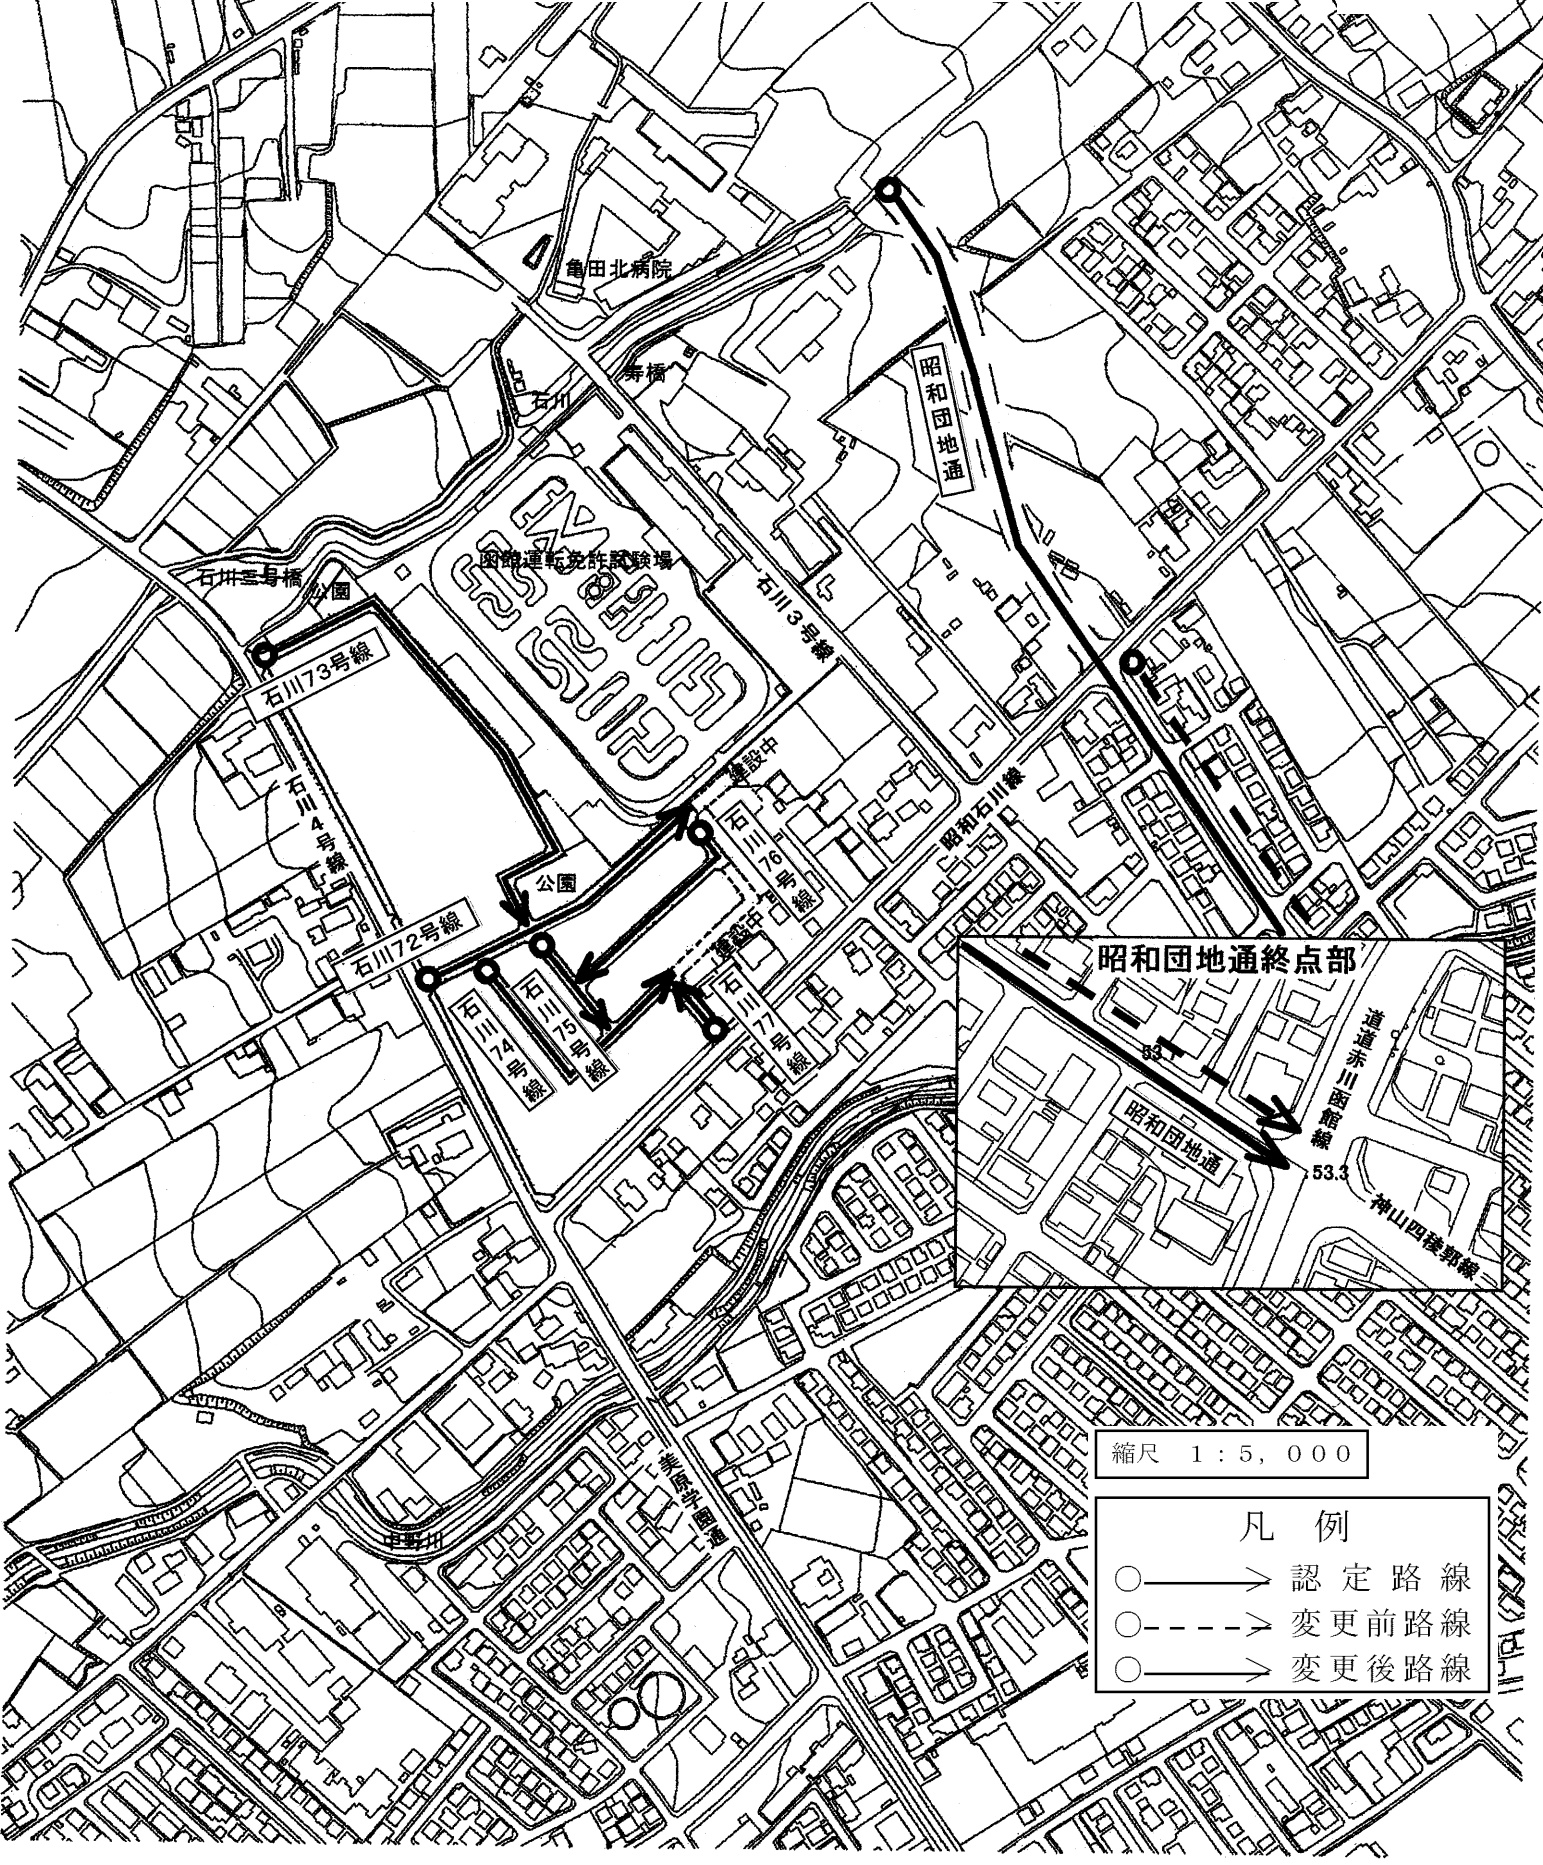 亀田北病院
寿橋
石川
昭和団地通
函館運転免許試験場
石川三号橋
公園
石川3号線
石川73号線
建設中
石川4号線
石川76号線
昭和石川線
公園
石川72号線
建設中
石川74号線
石川75号線
石川77号線
昭和団地通終点部
道道赤川函館線
昭和団地通
53.3
神山四稜郭線
美原学園通
縮尺 1:5,000
凡例
認定路線
変更前路線
変更後路線